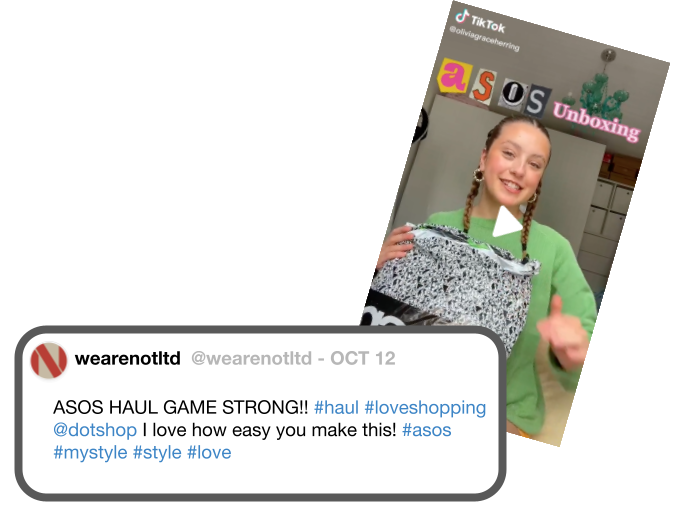 TikTok
@oliviagraceherring
asos
Unboxing
wearenotltd @wearenotltd - OCT 12
ASOS HAUL GAME STRONG!! #haul #loveshopping
@dotshop I love how easy you make this! #asos
#mystyle #style #love